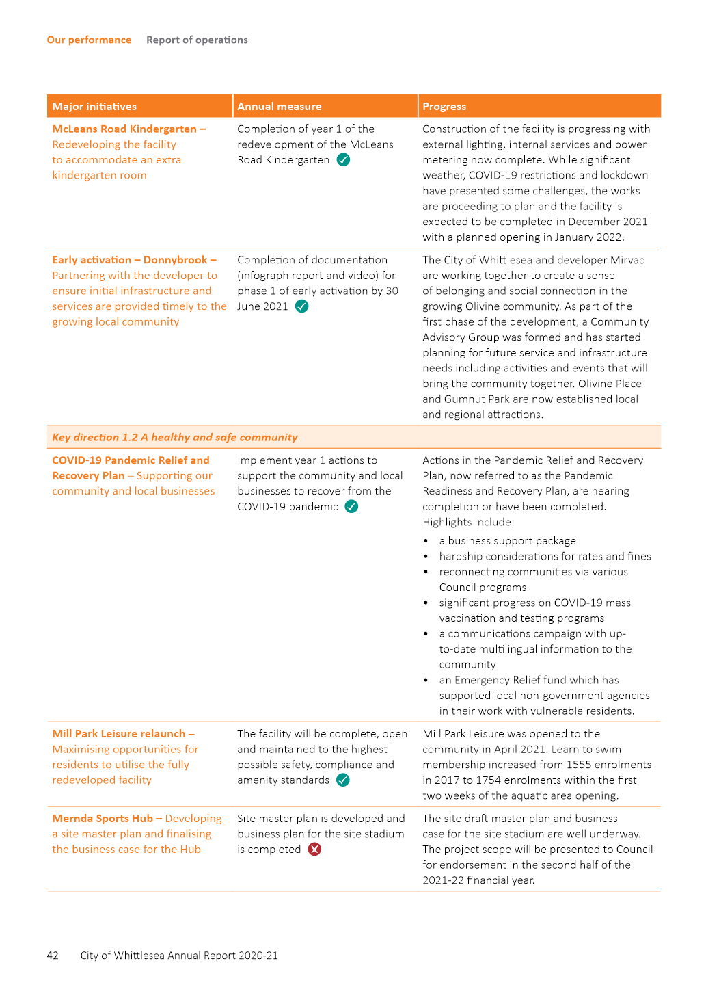 Our performance Report of operations
Major initiatives Annual measure Progress
McLeans Road Kindergarten –
Redeveloping the facility
to accommodate an extra
kindergarten room
Completion of year 1 of the
redevelopment of the McLeans
Road Kindergarten
Construction of the facility is progressing with
external lighting, internal services and power
metering now complete. While significant
weather, COVID-19 restrictions and lockdown
have presented some challenges, the works
are proceeding to plan and the facility is
expected to be completed in December 2021
with a planned opening in January 2022.
Early activation – Donnybrook –
Partnering with the developer to
ensure initial infrastructure and
services are provided timely to the
growing local community
Completion of documentation
(infograph report and video) for
phase 1 of early activation by 30
June 2021
The City of Whittlesea and developer Mirvac
are working together to create a sense
of belonging and social connection in the
growing Olivine community. As part of the
first phase of the development, a Community
Advisory Group was formed and has started
planning for future service and infrastructure
needs including activities and events that will
bring the community together. Olivine Place
and Gumnut Park are now established local
and regional attractions.
Key direction 1.2 A healthy and safe community
COVID-19 Pandemic Relief and
Recovery Plan – Supporting our
community and local businesses
Implement year 1 actions to
support the community and local
businesses to recover from the
COVID-19 pandemic
Actions in the Pandemic Relief and Recovery
Plan, now referred to as the Pandemic
Readiness and Recovery Plan, are nearing
completion or have been completed.
Highlights include:
• a business support package
• hardship considerations for rates and fines
• reconnecting communities via various
Council programs
• significant progress on COVID-19 mass
vaccination and testing programs
• a communications campaign with up-
to-date multilingual information to the
community
• an Emergency Relief fund which has
supported local non-government agencies
in their work with vulnerable residents.
Mill Park Leisure relaunch –
Maximising opportunities for
residents to utilise the fully
redeveloped facility
The facility will be complete, open
and maintained to the highest
possible safety, compliance and
amenity standards
Mill Park Leisure was opened to the
community in April 2021. Learn to swim
membership increased from 1555 enrolments
in 2017 to 1754 enrolments within the first
two weeks of the aquatic area opening.
Mernda Sports Hub – Developing
a site master plan and finalising
the business case for the Hub
Site master plan is developed and
business plan for the site stadium
is completed
The site draft master plan and business
case for the site stadium are well underway.
The project scope will be presented to Council
for endorsement in the second half of the
2021-22 financial year.
42 City of Whittlesea Annual Report 2020-21